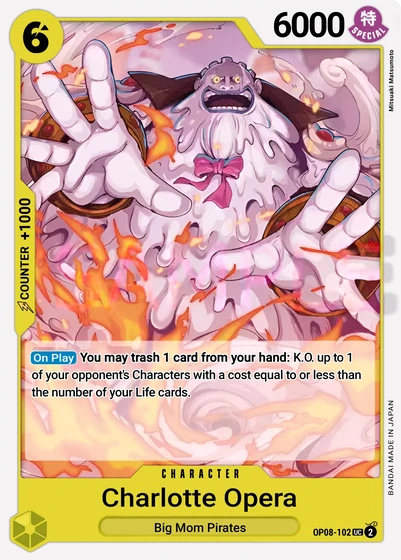 6
6000
特
SPECIAL
Mitsuaki Matsumoto
COUNTER +1000
On Play You may trash 1 card from your hand: K.O. up to 1
of your opponent's Characters with a cost equal to or less than
the number of your Life cards.
BANDAI MADE IN JAPAN
CHARACTER
Charlotte Opera
Big Mom Pirates
OP08-102 UC 2